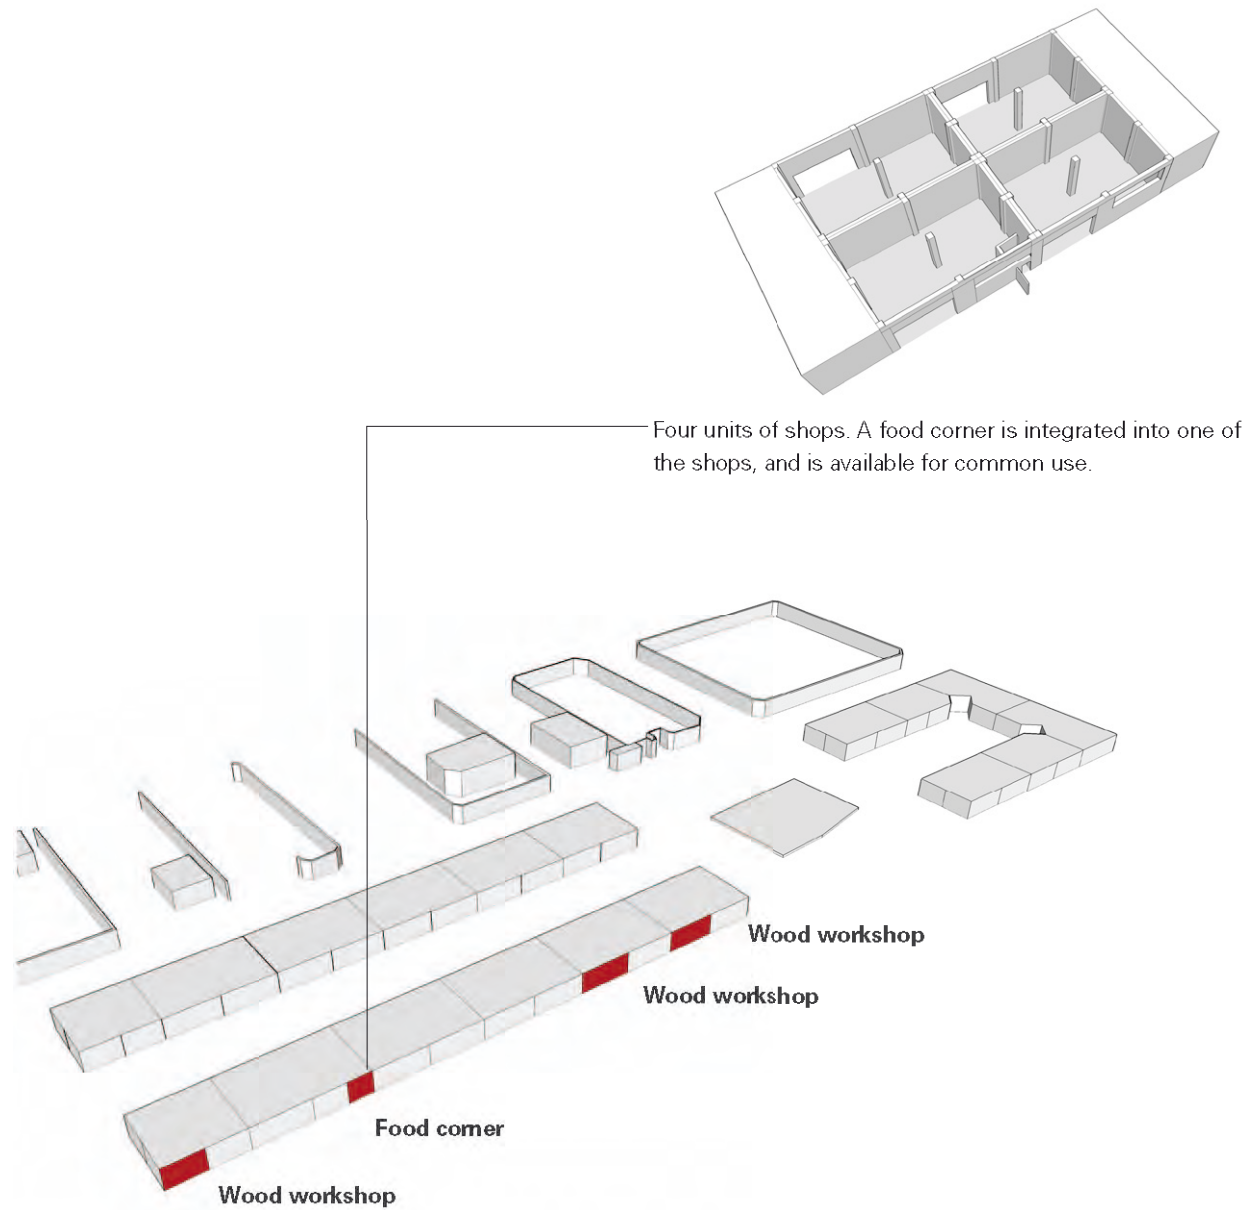 Four units of shops. A food corner is integrated into one of
the shops, and is available for common use.
Wood workshop
Wood workshop
Food corner
Wood workshop